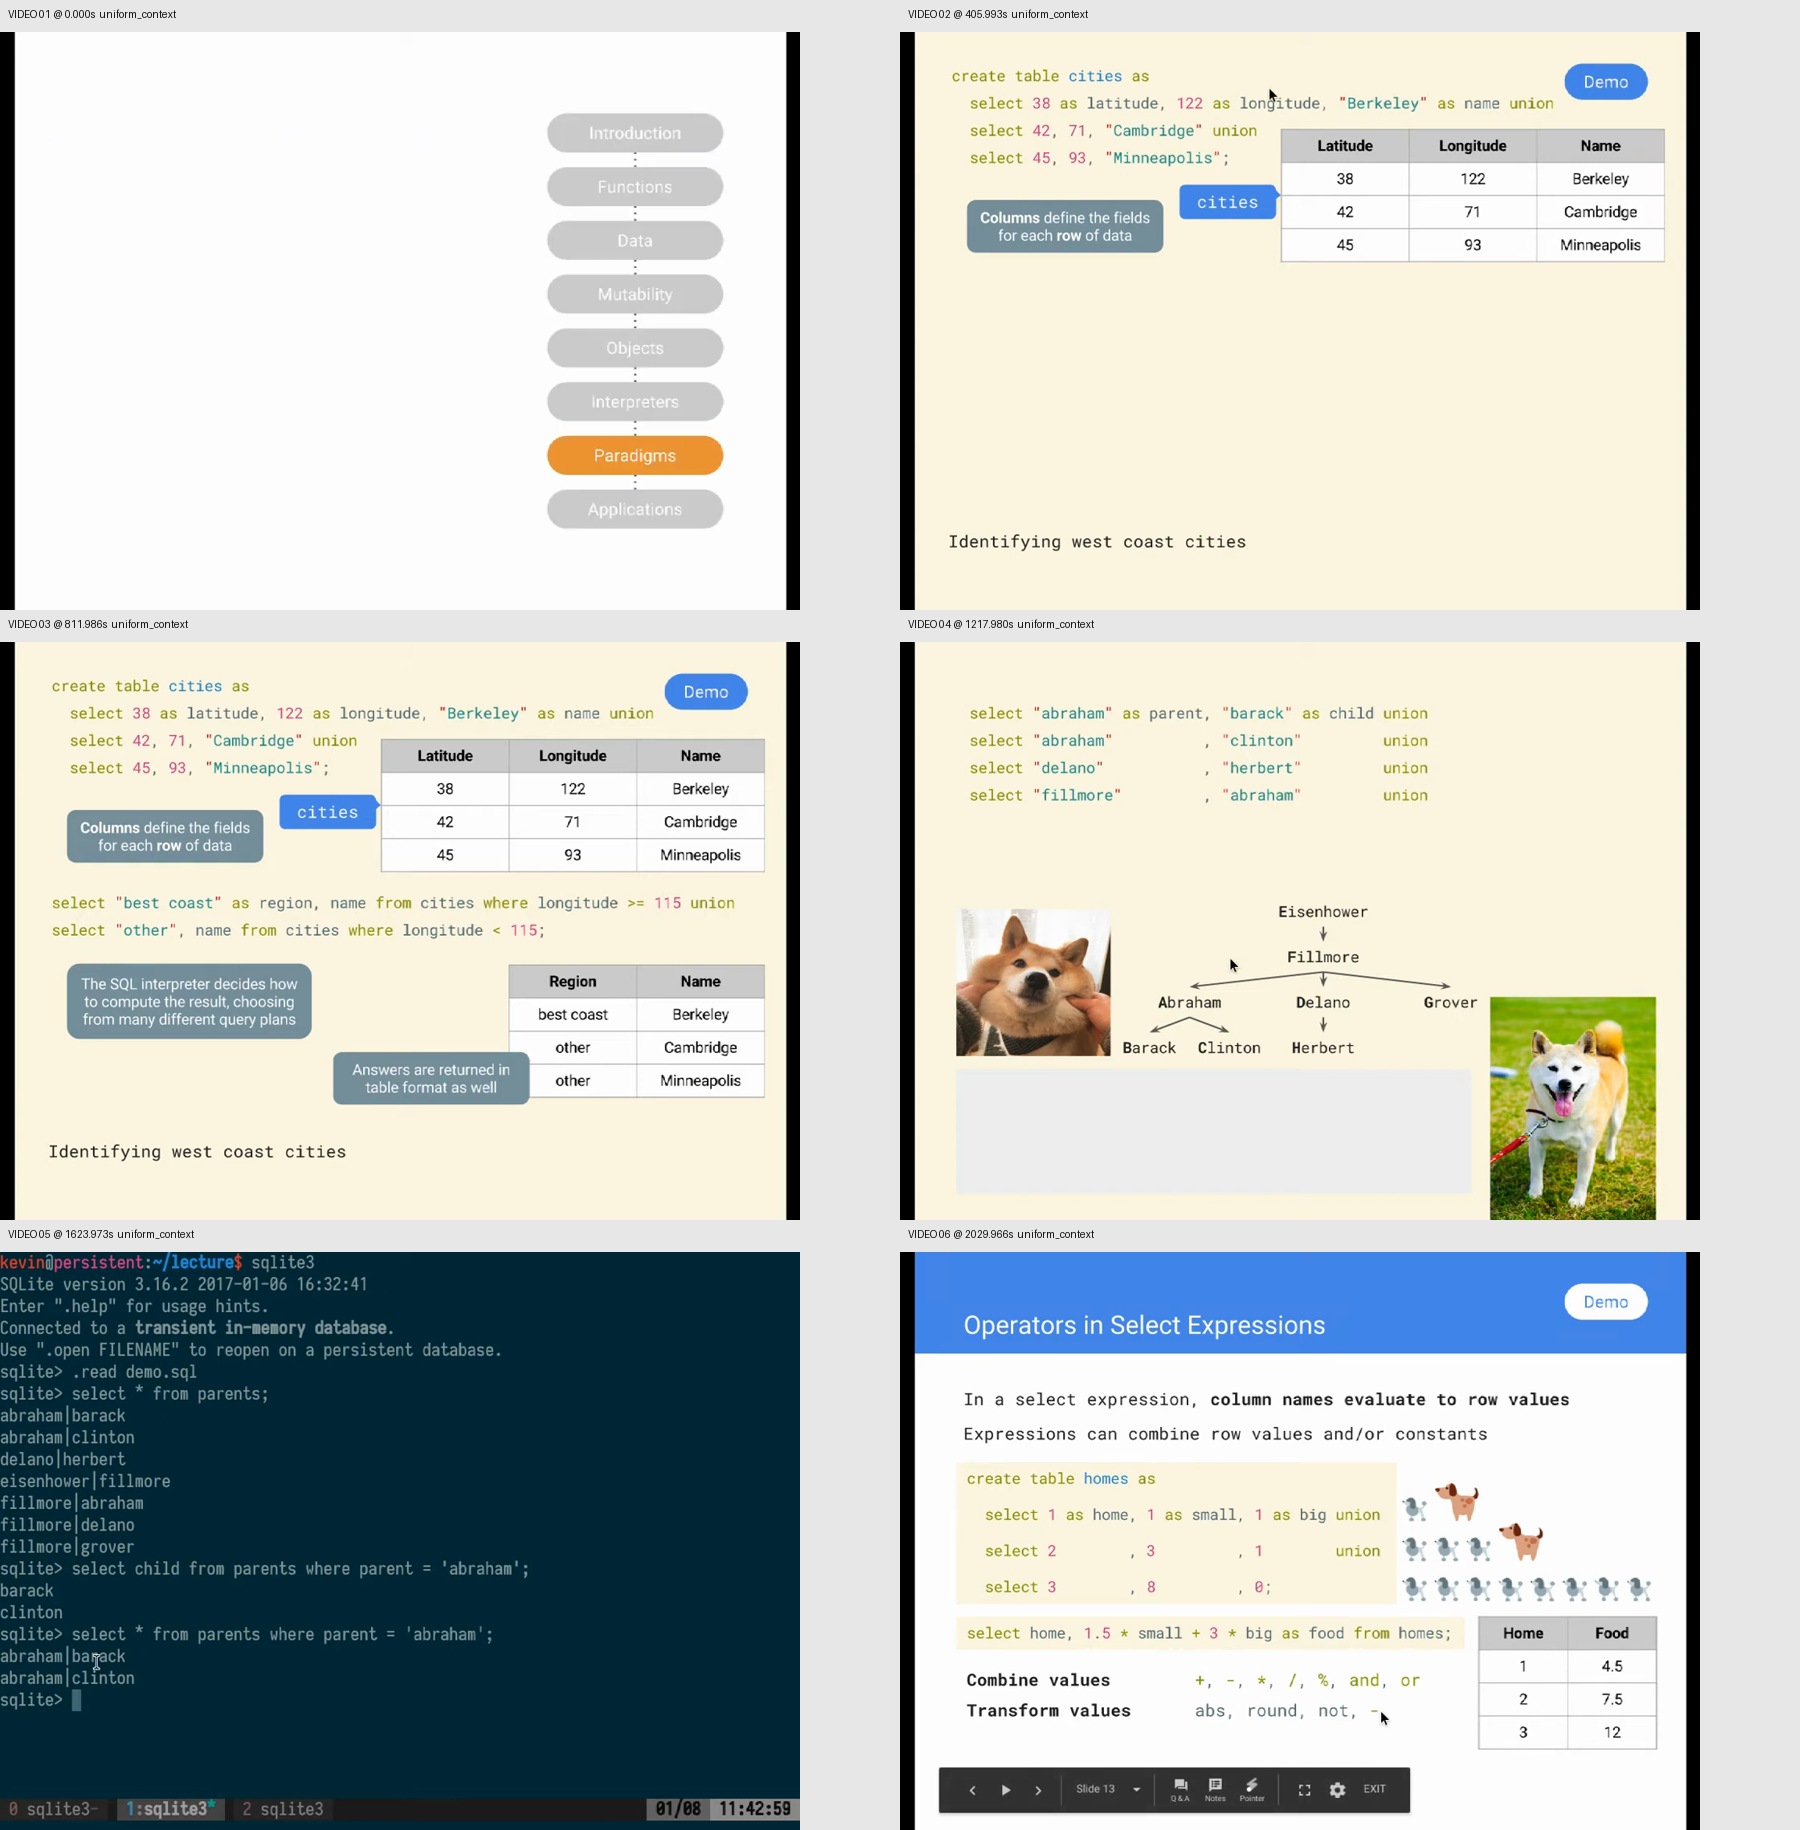 VIDEO01 @ 0.000s uniform_context
Introduction
Functions
Data
Mutability
Objects
Interpreters
Paradigms
Applications
VIDEO02 @ 405.993s uniform_context
create table cities as
select 38 as latitude, 122 as longitude, "Berkeley" as name union
select 42, 71, "Cambridge" union
select 45, 93, "Minneapolis";
Demo
Columns define the fields
for each row of data
cities
Latitude Longitude Name
38 122 Berkeley
42 71 Cambridge
45 93 Minneapolis
Identifying west coast cities
VIDEO03 @ 811.986s uniform_context
create table cities as
select 38 as latitude, 122 as longitude, "Berkeley" as name union
select 42, 71, "Cambridge" union
select 45, 93, "Minneapolis";
Demo
Columns define the fields
for each row of data
cities
Latitude Longitude Name
38 122 Berkeley
42 71 Cambridge
45 93 Minneapolis
select "best coast" as region, name from cities where longitude >= 115 union
select "other", name from cities where longitude < 115;
The SQL interpreter decides how
to compute the result, choosing
from many different query plans
Region Name
best coast Berkeley
other Cambridge
other Minneapolis
Answers are returned in
table format as well
Identifying west coast cities
VIDEO04 @ 1217.980s uniform_context
select "abraham" as parent, "barack" as child union
select "abraham" , "clinton" union
select "delano" , "herbert" union
select "fillmore" , "abraham" union
Eisenhower
Fillmore
Abraham Delano Grover
Barack Clinton Herbert
VIDEO05 @ 1623.973s uniform_context
kevin@persistent:~/lecture$ sqlite3
SQLite version 3.16.2 2017-01-06 16:32:41
Enter ".help" for usage hints.
Connected to a transient in-memory database.
Use ".open FILENAME" to reopen on a persistent database.
sqlite> .read demo.sql
sqlite> select * from parents;
abraham|barack
abraham|clinton
delano|herbert
eisenhower|fillmore
fillmore|abraham
fillmore|delano
fillmore|grover
sqlite> select child from parents where parent = 'abraham';
barack
clinton
sqlite> select * from parents where parent = 'abraham';
abraham|barack
abraham|clinton
sqlite>
0 sqlite3- 1:sqlite3* 2 sqlite3 01/08 11:42:59
VIDEO06 @ 2029.966s uniform_context
Demo
Operators in Select Expressions
In a select expression, column names evaluate to row values
Expressions can combine row values and/or constants
create table homes as
select 1 as home, 1 as small, 1 as big union
select 2 , 3 , 1 union
select 3 , 8 , 0;
select home, 1.5 * small + 3 * big as food from homes;
Home Food
1 4.5
2 7.5
3 12
Combine values +, -, *, /, %, and, or
Transform values abs, round, not, -
Slide 13
Q & A Notes Pointer
EXIT